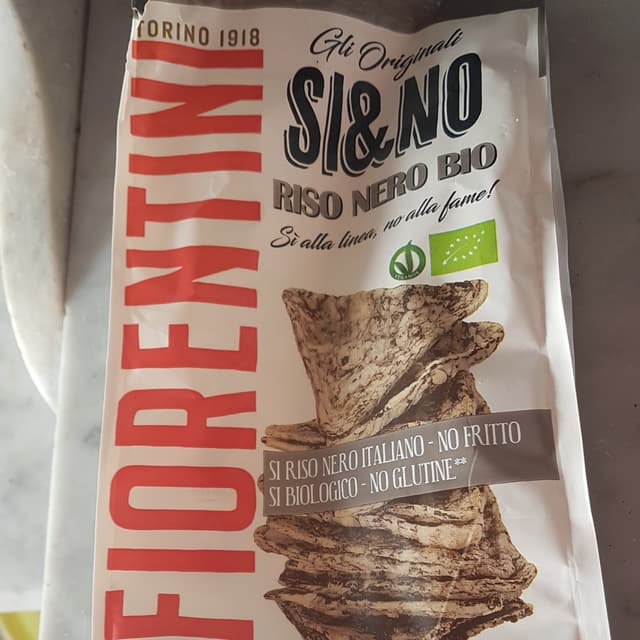 TORINO 1918
FIORENTINI
Gli Originali
SI&NO
RISO NERO BIO
Sì alla linea, no alla fame!
SI RISO NERO ITALIANO - NO FRITTO
SI BIOLOGICO - NO GLUTINE**